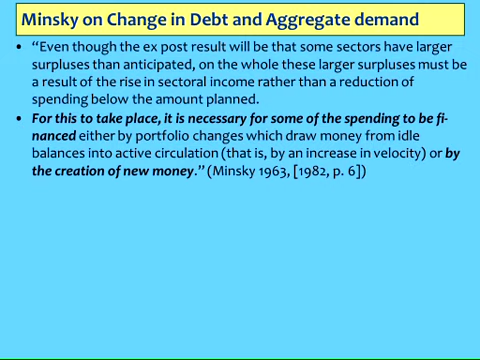 Minsky on Change in Debt and Aggregate demand
• “Even though the ex post result will be that some sectors have larger
surpluses than anticipated, on the whole these larger surpluses must be
a result of the rise in sectoral income rather than a reduction of
spending below the amount planned.
• For this to take place, it is necessary for some of the spending to be fi-
nanced either by portfolio changes which draw money from idle
balances into active circulation (that is, by an increase in velocity) or by
the creation of new money.” (Minsky 1963, [1982, p. 6])